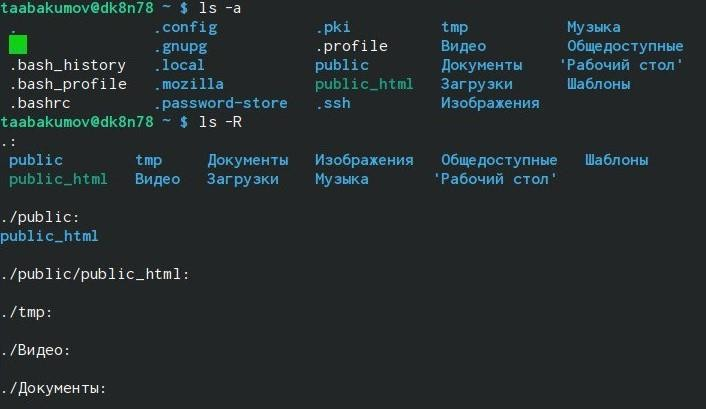 taabakumov@dk8n78 ~ $ ls -a
. .config .pki tmp Музыка
.gnupg .profile Видео Общедоступные
.bash_history .local public Документы 'Рабочий стол'
.bash_profile .mozilla public_html Загрузки Шаблоны
.bashrc .password-store .ssh Изображения
taabakumov@dk8n78 ~ $ ls -R
.:
public tmp Документы Изображения Общедоступные Шаблоны
public_html Видео Загрузки Музыка 'Рабочий стол'
./public:
public_html
./public/public_html:
./tmp:
./Видео:
./Документы: